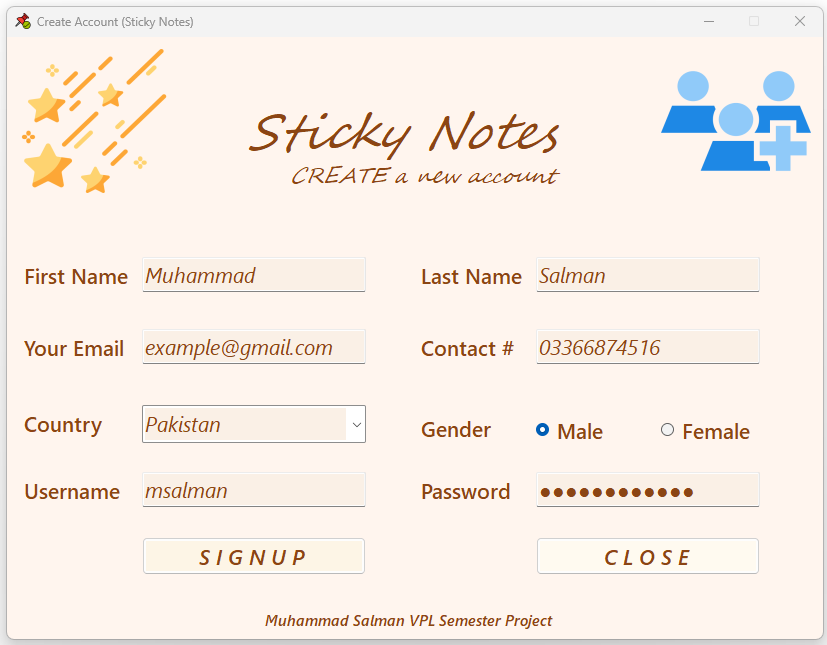 Create Account (Sticky Notes)
Sticky Notes
CREATE a new account
First Name Muhammad Last Name Salman
Your Email example@gmail.com Contact # 03366874516
Country Pakistan Gender Male Female
Username msalman Password ●●●●●●●●●●●●
SIGNUP CLOSE
Muhammad Salman VPL Semester Project